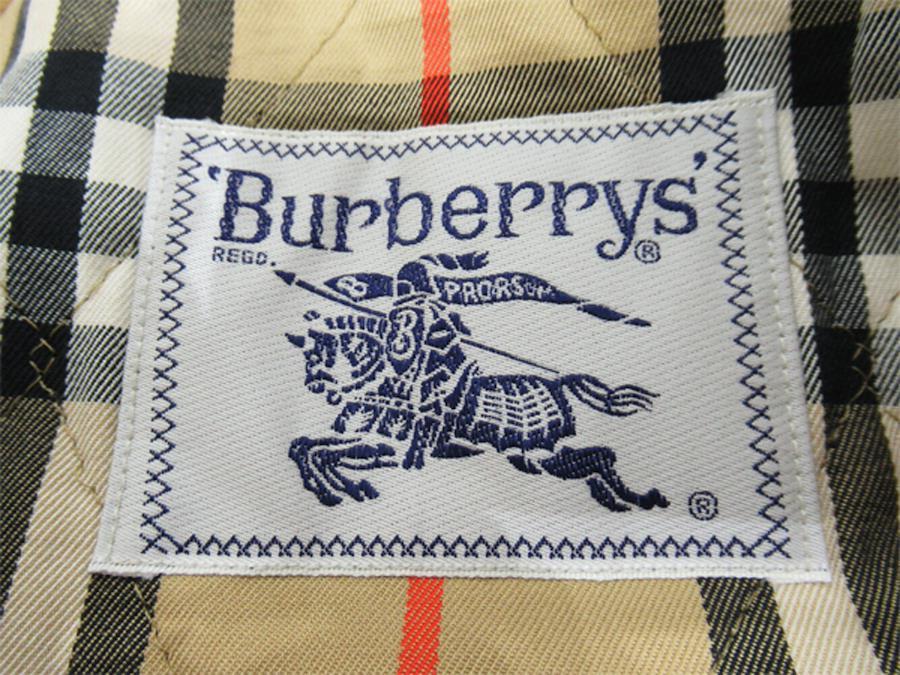 'Burberrys'
REGD. ®
B PRORSUM
B
®